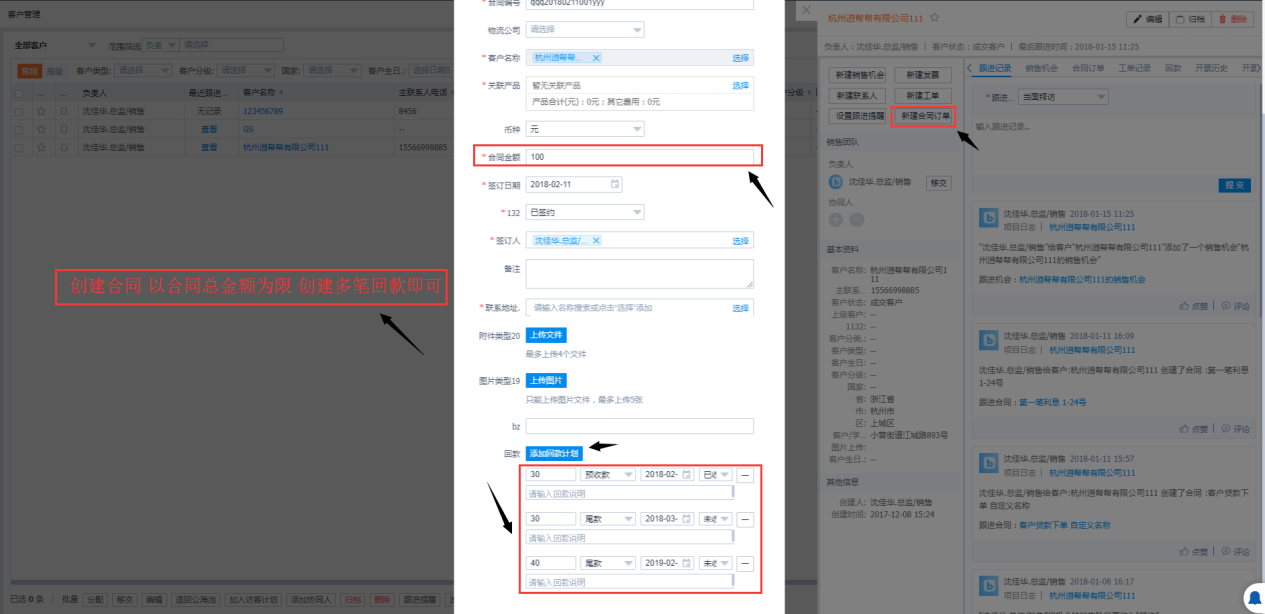 客户管理
全部客户 范围筛选 负责 请选择
常用 高级 客户类型: 请选择 客户分级: 请选择 国家: 请选择 客户生日.: 选择日期
负责人 最近跟进... 客户名称 主联系人电话
沈佳华.总监/销售 无记录 123456789 8456
沈佳华.总监/销售 查看 GS --
沈佳华.总监/销售 查看 杭州逍帮帮有限公司111 15566998885
创建合同 以合同总金额为限 创建多笔回款即可
已选 0 条 批量 分配 移交 编辑 退回公海池 加入访客计划 添加协同人 归档 删除 跟进提醒
*合同编号 qqq20180211001yyy
物流公司 请选择
*客户名称 杭州逍帮帮... × 选择
*关联产品 暂无关联产品 选择
产品合计(元)：0元；其它费用：0元
币种 元
*合同金额 100
*签订日期 2018-02-11
*132 已签约
*签订人 沈佳华.总监/... × 选择
备注
*联系地址. 请输入名称搜索或点击"选择"添加 选择
附件类型20 上传文件
最多上传4个文件
图片类型19 上传图片
只能上传图片文件，最多上传5张
bz
回款 添加回款计划
30 预收款 2018-02-
请输入回款说明
30 尾款 2018-03-
请输入回款说明
40 尾款 2019-02-
请输入回款说明
杭州逍帮帮有限公司111
编辑 归档 删除
负责人：沈佳华.总监/销售 | 客户状态：成交客户 | 最后跟进时间：2018-01-15 11:25
新建销售机会 新建发票
新建联系人 新建工单
设置跟进提醒 新建合同订单
销售团队
负责人
沈佳华.总监/销售 移交
协同人
基本资料
客户名称: 杭州逍帮帮有限公司1
11
主联系... 15566998885
客户状态: 成交客户
上级客户: --
1132: --
客户分类.: --
客户类型: --
客户生日: --
客户分级: --
国家: --
省: 浙江省
市: 杭州市
区: 上城区
客户/学... 小营街道江城路893号
图片上传:
客户生日.: --
其他信息
创建人: 沈佳华.总监/销售
创建时间: 2017-12-08 15:24
跟进记录 销售机会 合同订单 工单记录 回款 开票历史 开票
*跟进... 当面拜访
输入跟进记录...
提 交
沈佳华.总监/销售 2018-01-15 11:25
项目日志 | 杭州逍帮帮有限公司111
"沈佳华.总监/销售"给客户"杭州逍帮帮有限公司111"添加了一个销售机会"杭
州逍帮帮有限公司111的销售机会"
跟进机会：杭州逍帮帮有限公司111的销售机会
点赞 | 评论
沈佳华.总监/销售 2018-01-11 16:09
项目日志 | 杭州逍帮帮有限公司111
沈佳华.总监/销售给客户:杭州逍帮帮有限公司111 创建了合同 :第一笔利息
1-24号
跟进合同：第一笔利息 1-24号
点赞 | 评论
沈佳华.总监/销售 2018-01-11 15:57
项目日志 | 杭州逍帮帮有限公司111
沈佳华.总监/销售给客户:杭州逍帮帮有限公司111 创建了合同 :客户贷款下
单 自定义名称
跟进合同：客户贷款下单 自定义名称
点赞 | 评论
沈佳华.总监/销售 2018-01-08 16:17
项目日志 | 杭州逍帮帮有限公司111